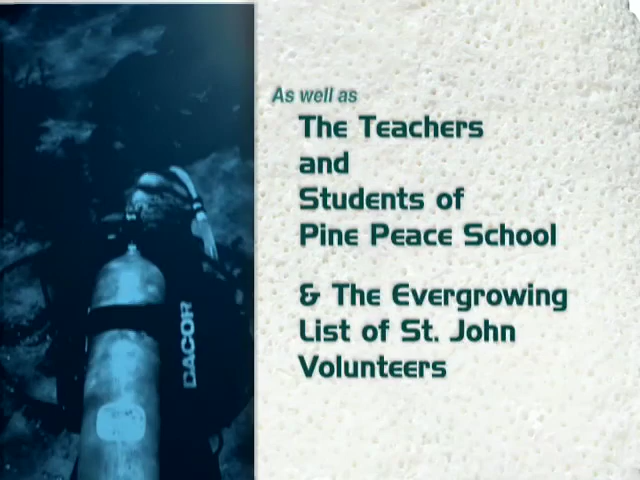 As well as
The Teachers
and
Students of
Pine Peace School
& The Evergrowing
List of St. John
Volunteers
DACOR